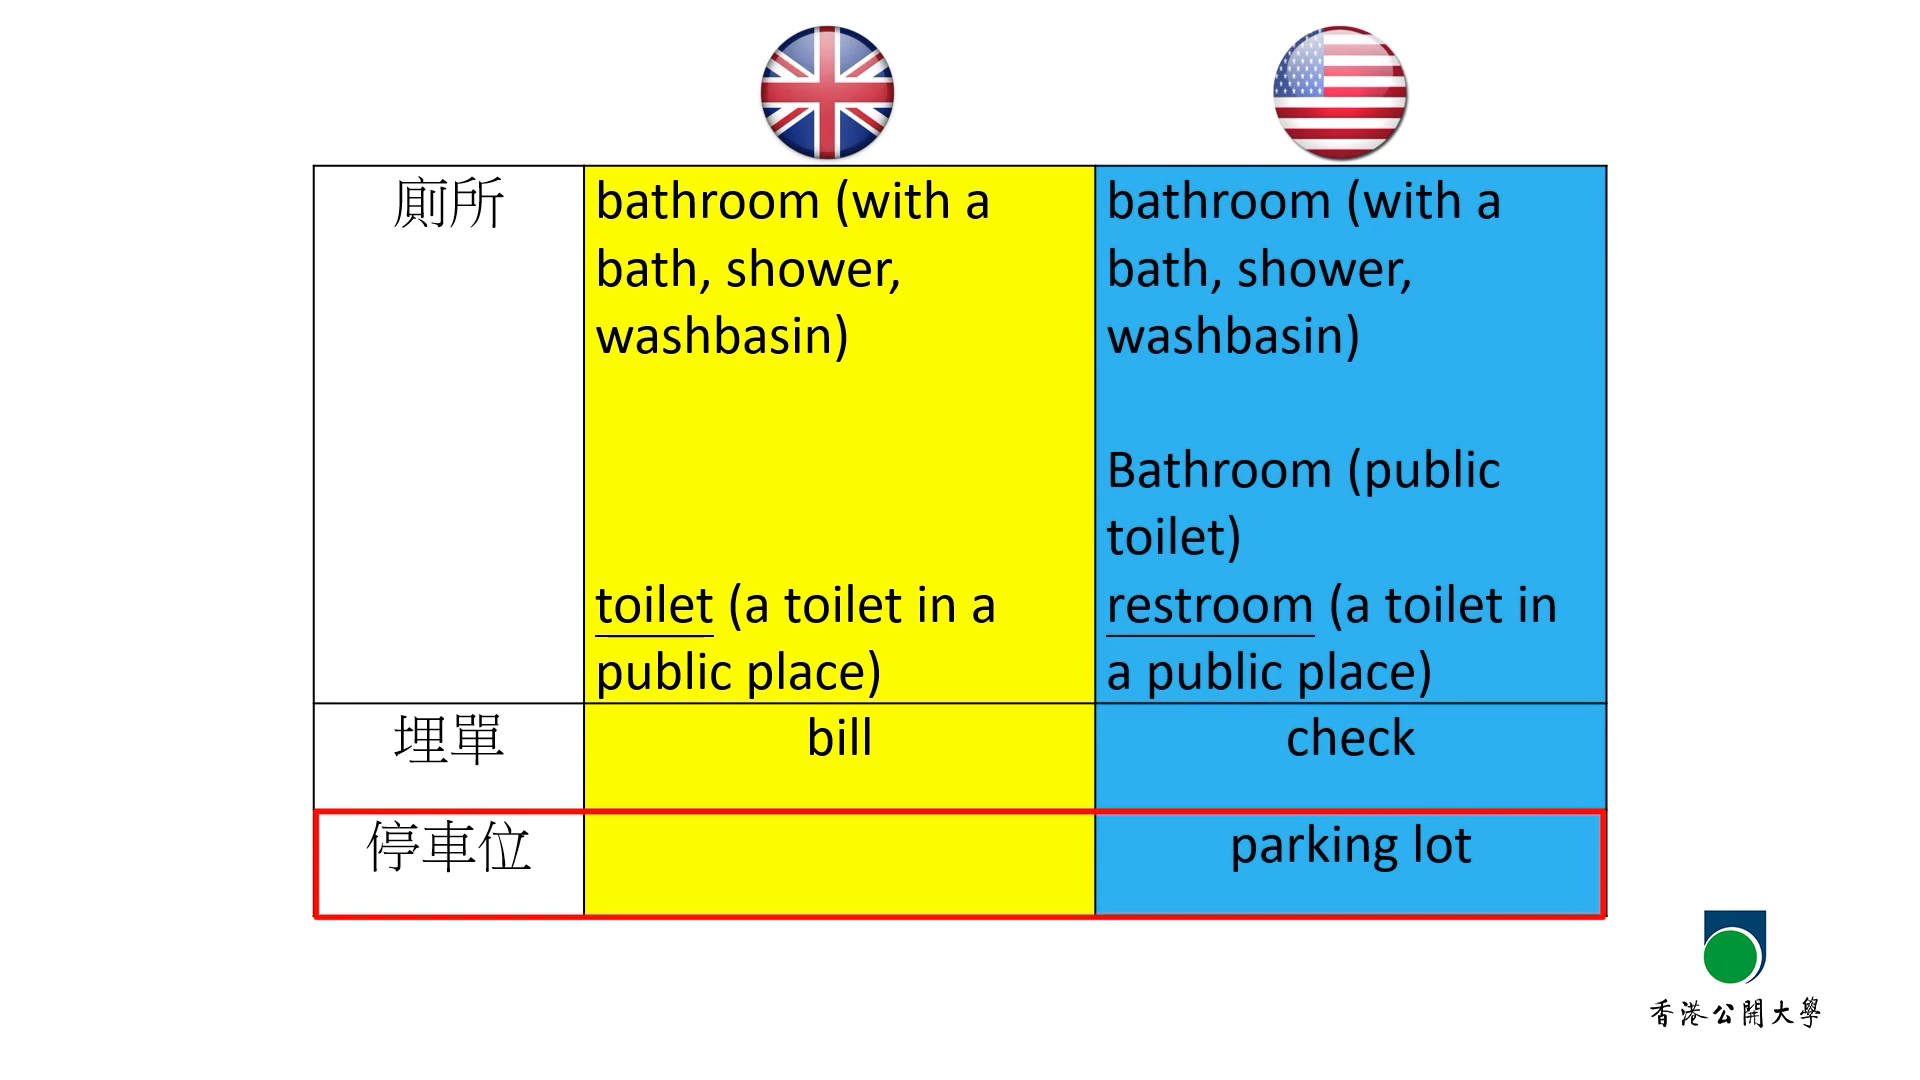 廁所
bathroom (with a
bath, shower,
washbasin)
toilet (a toilet in a
public place)
bathroom (with a
bath, shower,
washbasin)
Bathroom (public
toilet)
restroom (a toilet in
a public place)
埋單
bill
check
停車位
parking lot
香港公開大學